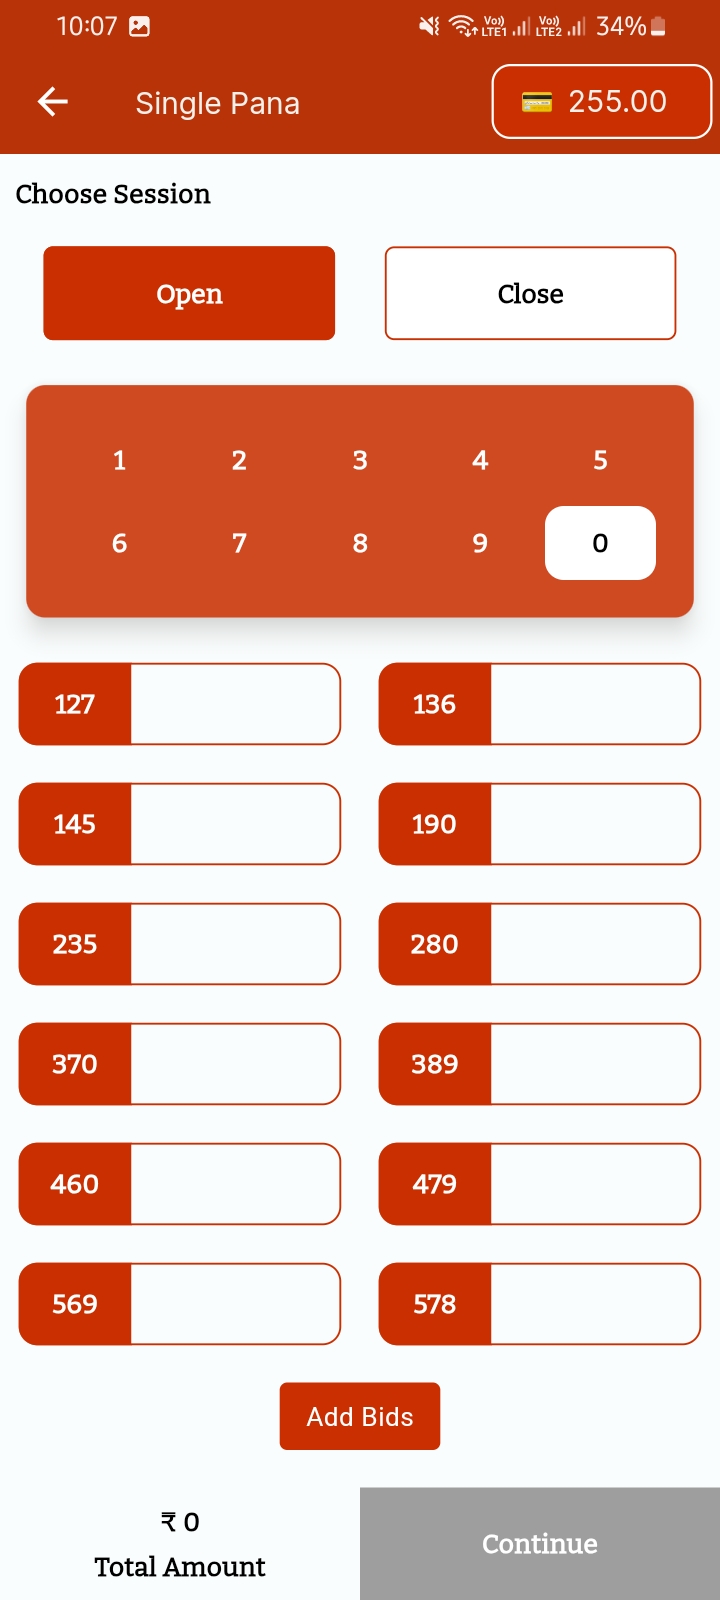 10:07 Vo)) LTE1 Vo)) LTE2 34%
Single Pana 255.00
Choose Session
Open Close
1 2 3 4 5
6 7 8 9 0
127 136
145 190
235 280
370 389
460 479
569 578
Add Bids
₹ 0
Total Amount
Continue